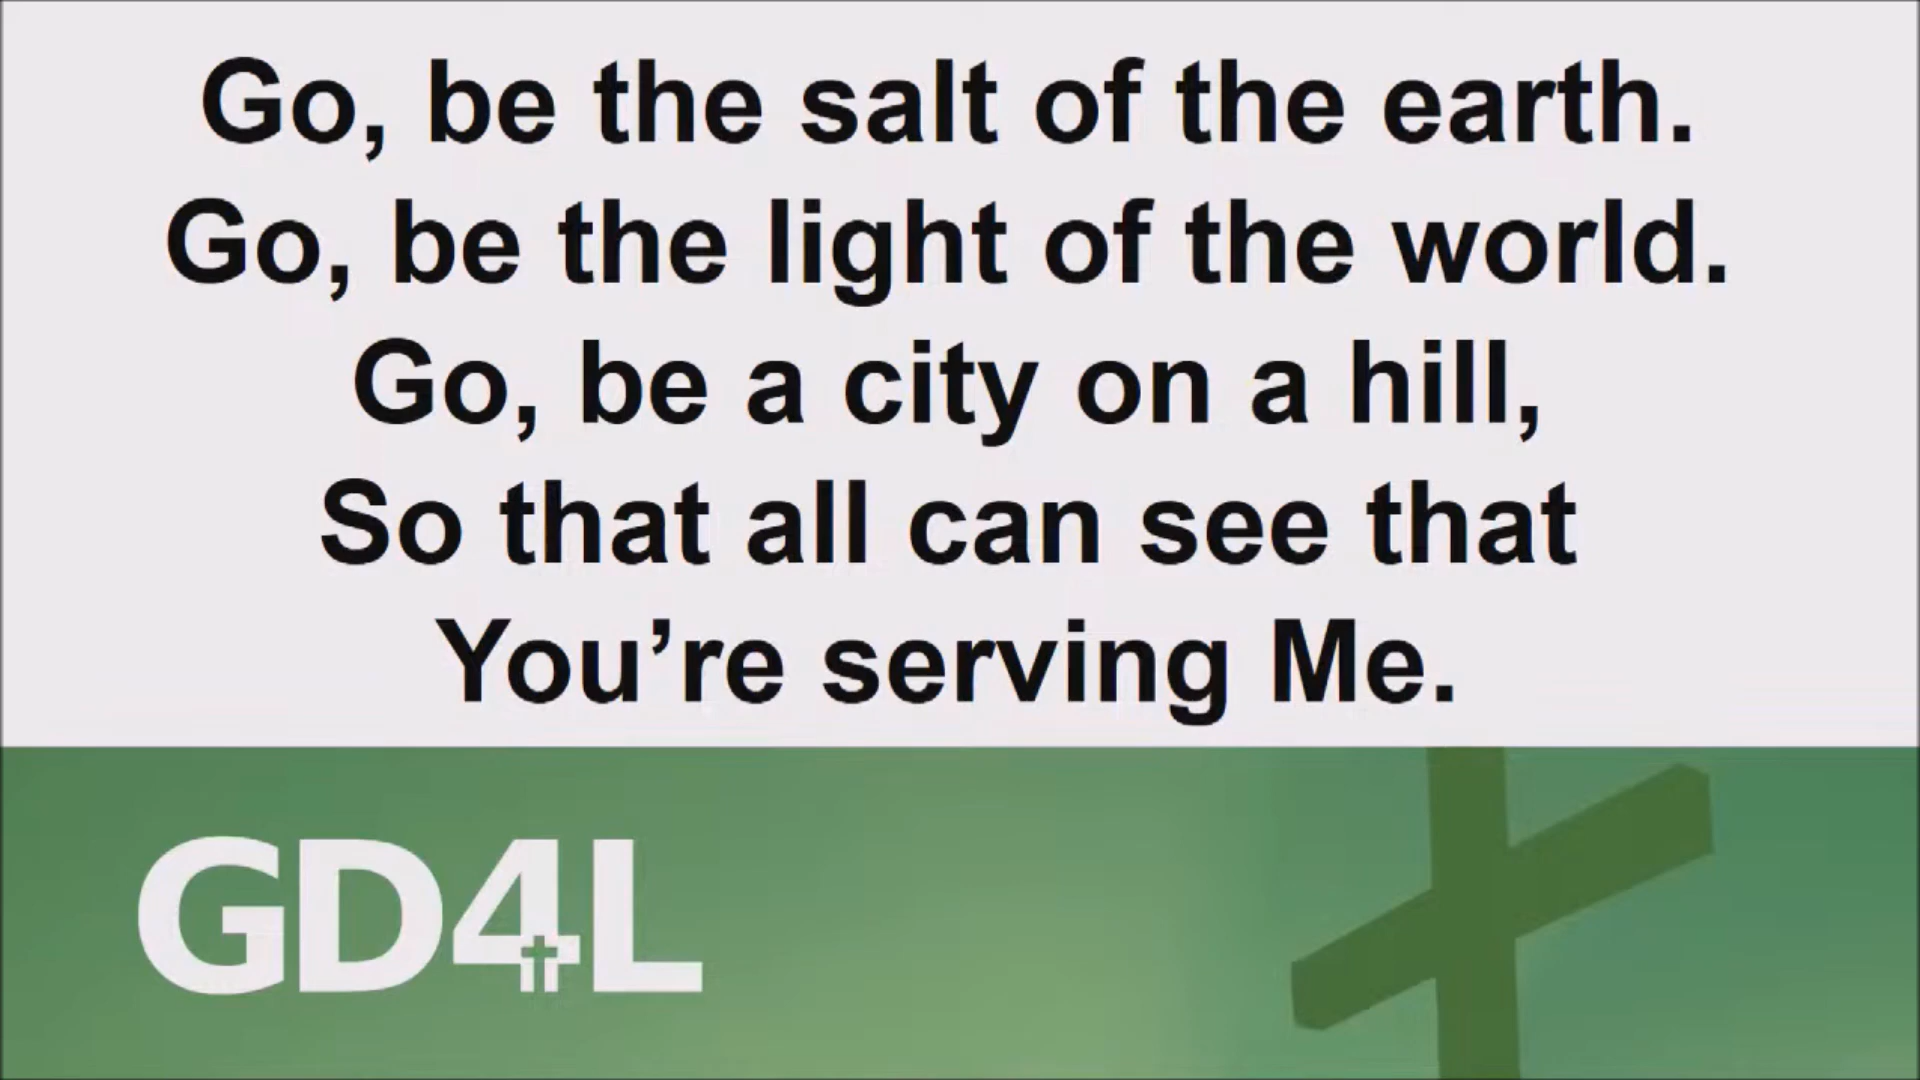 Go, be the salt of the earth.
Go, be the light of the world.
Go, be a city on a hill,
So that all can see that
You’re serving Me.
GD4L